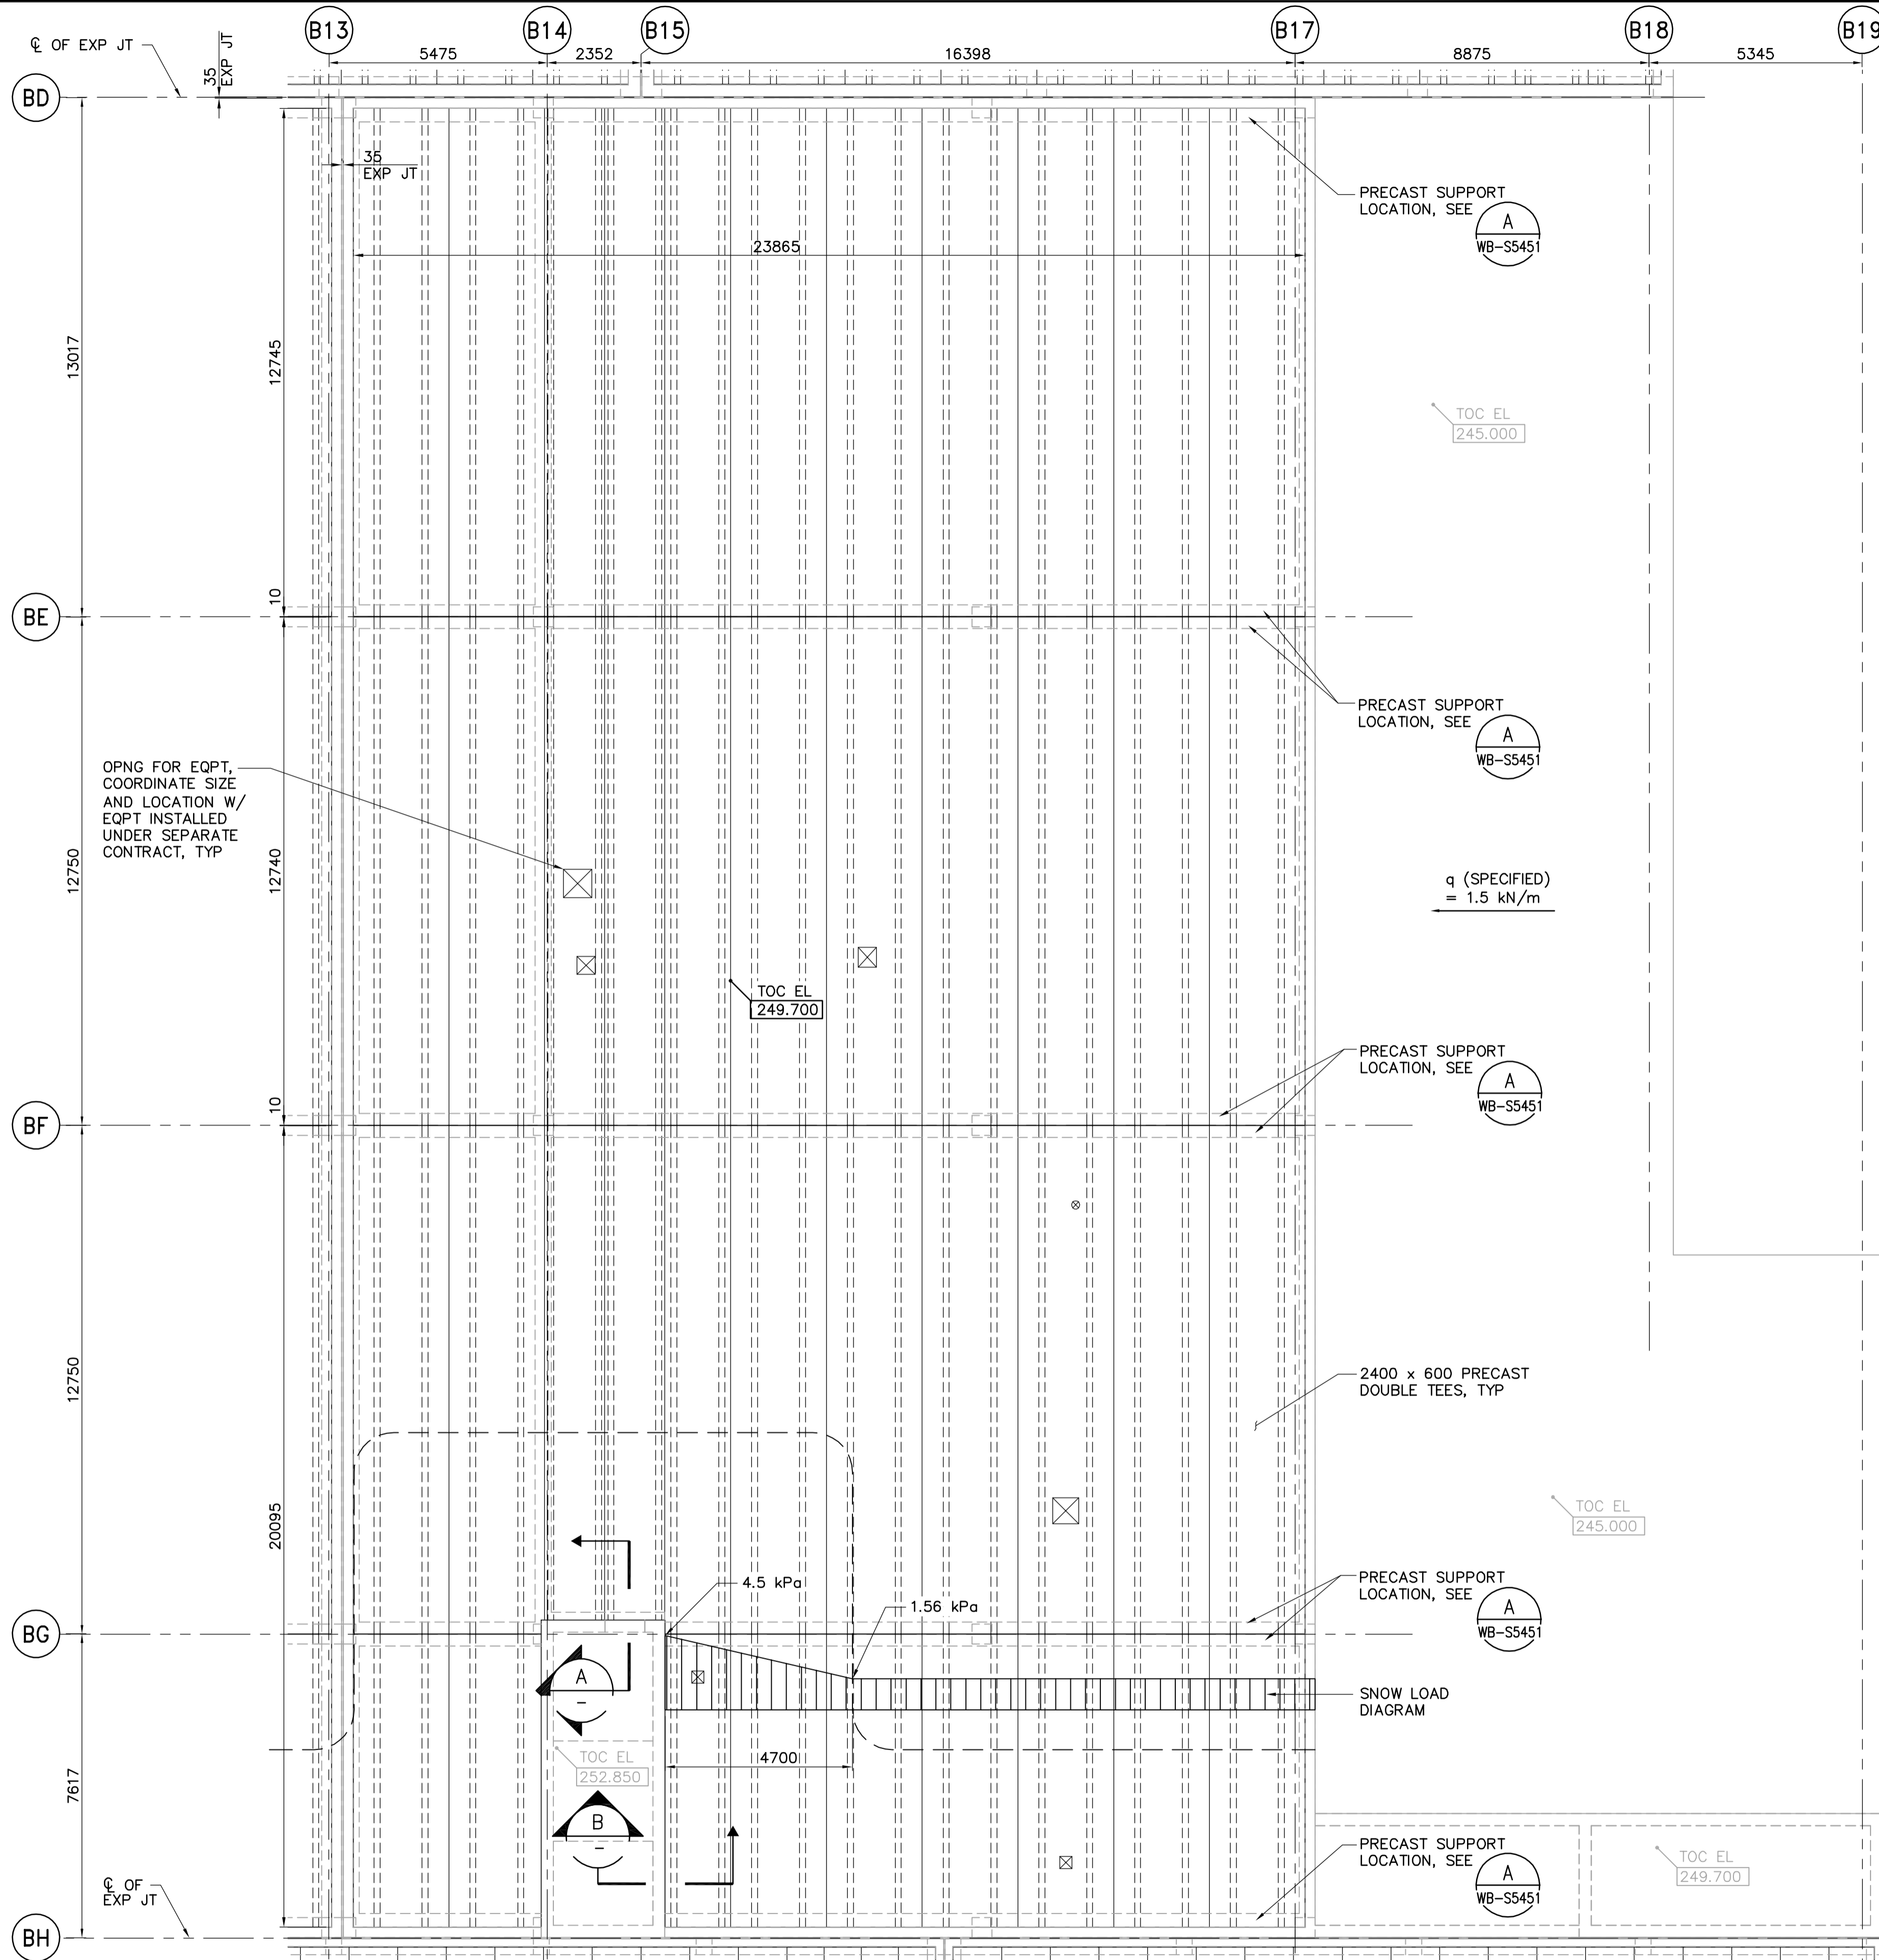 B13
B14
B15
B17
B18
B19
5475
2352
16398
8875
5345
℄ OF EXP JT
35
EXP JT
BD
35
EXP JT
PRECAST SUPPORT
LOCATION, SEE
A
WB-S5451
23865
13017
12745
TOC EL
245.000
10
BE
PRECAST SUPPORT
LOCATION, SEE
A
WB-S5451
OPNG FOR EQPT,
COORDINATE SIZE
AND LOCATION W/
EQPT INSTALLED
UNDER SEPARATE
CONTRACT, TYP
12750
12740
q (SPECIFIED)
= 1.5 kN/m
TOC EL
249.700
PRECAST SUPPORT
LOCATION, SEE
A
WB-S5451
10
BF
12750
2400 x 600 PRECAST
DOUBLE TEES, TYP
20095
TOC EL
245.000
4.5 kPa
1.56 kPa
PRECAST SUPPORT
LOCATION, SEE
A
WB-S5451
BG
A
-
SNOW LOAD
DIAGRAM
TOC EL
252.850
4700
7617
B
-
PRECAST SUPPORT
LOCATION, SEE
A
WB-S5451
TOC EL
249.700
℄ OF
EXP JT
BH